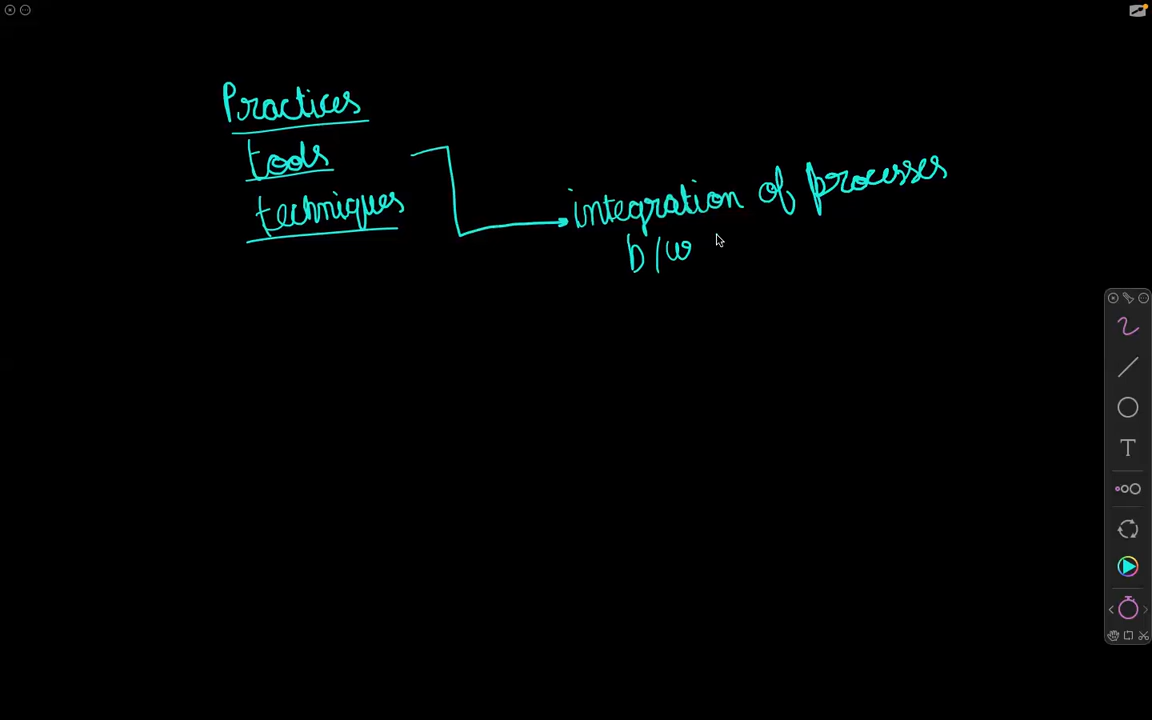 Practices
tools
techniques
integration of processes
b/w
T